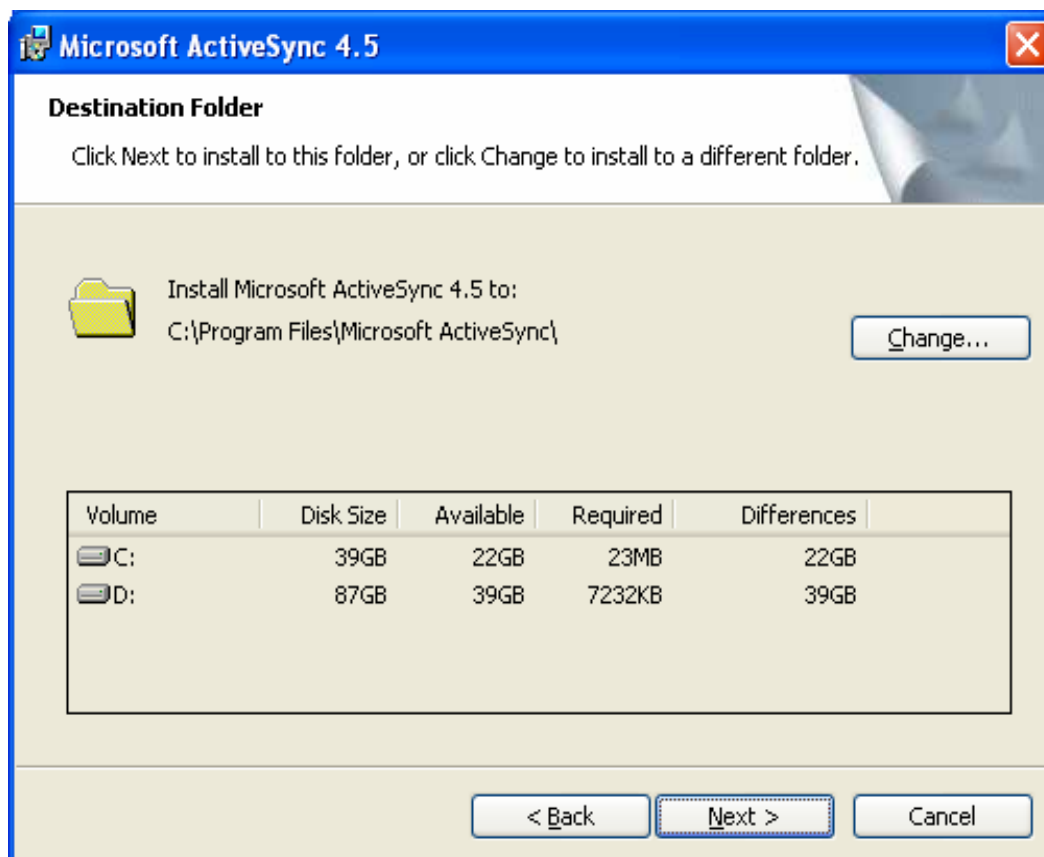 Microsoft ActiveSync 4.5
Destination Folder
Click Next to install to this folder, or click Change to install to a different folder.
Install Microsoft ActiveSync 4.5 to:
C:\Program Files\Microsoft ActiveSync\
Change...
Volume Disk Size Available Required Differences
C: 39GB 22GB 23MB 22GB
D: 87GB 39GB 7232KB 39GB
< Back Next > Cancel